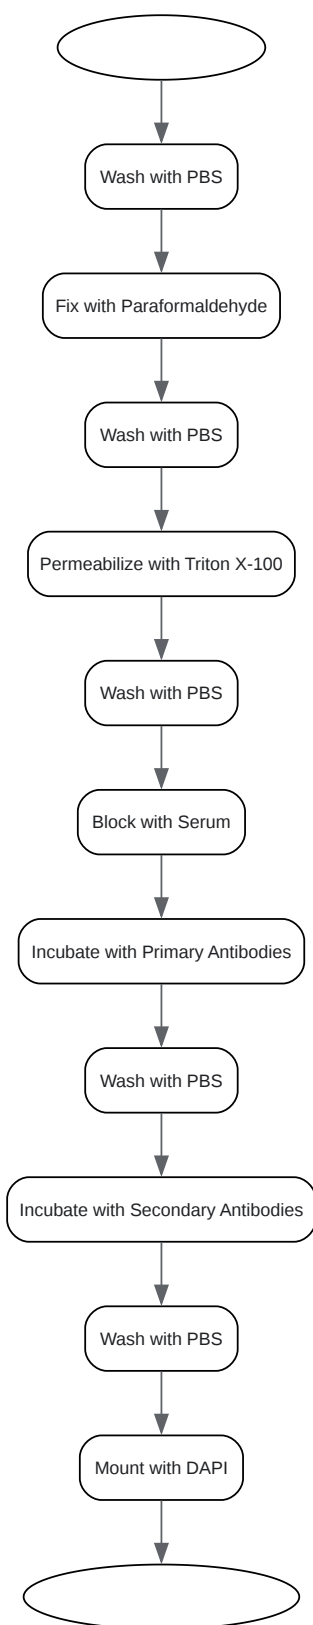 Wash with PBS
Fix with Paraformaldehyde
Wash with PBS
Permeabilize with Triton X-100
Wash with PBS
Block with Serum
Incubate with Primary Antibodies
Wash with PBS
Incubate with Secondary Antibodies
Wash with PBS
Mount with DAPI